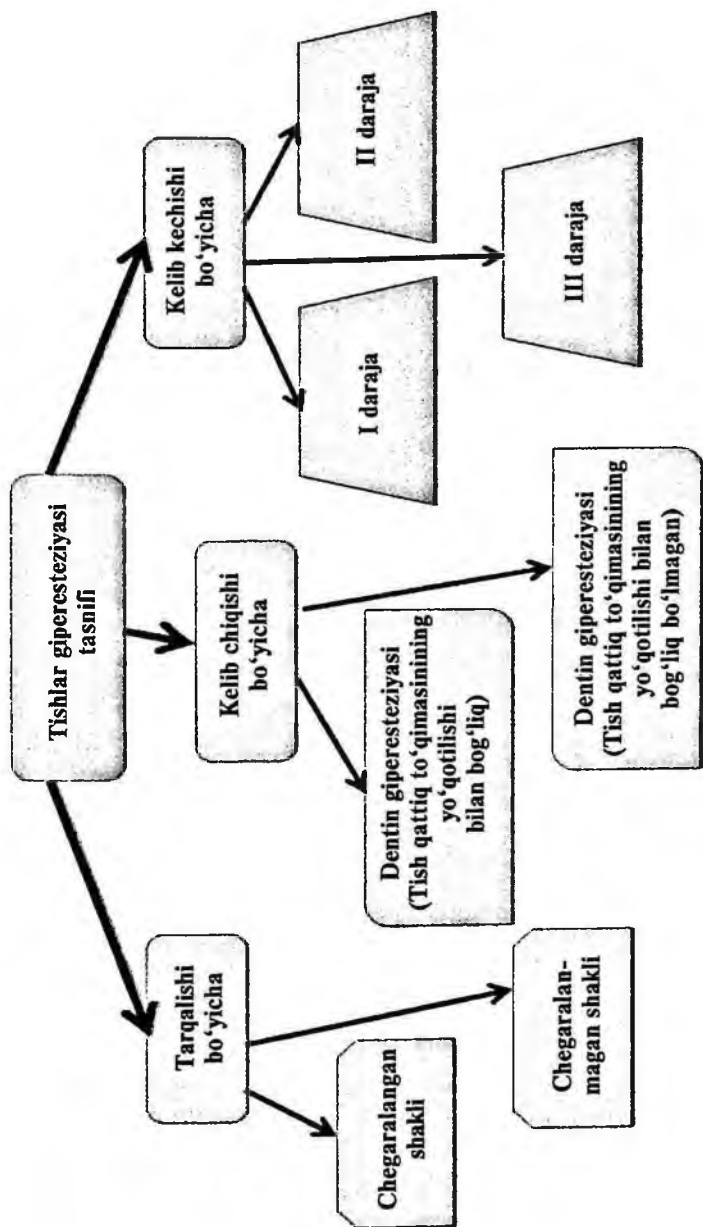 Tishlar giperesteziyasi
tasnifi
Tarqalishi
bo‘yicha
Chegaralangan
shakli
Chegaralan-
magan shakli
Kelib chiqishi
bo‘yicha
Dentin giperesteziyasi
(Tish qattiq to‘qimasinining
yo‘qotilishi
bilan bog‘liq)
Dentin giperesteziyasi
(Tish qattiq to‘qimasinining
yo‘qotilishi bilan
bog‘liq bo‘lmagan)
Kelib kechishi
bo‘yicha
I daraja
II daraja
III daraja